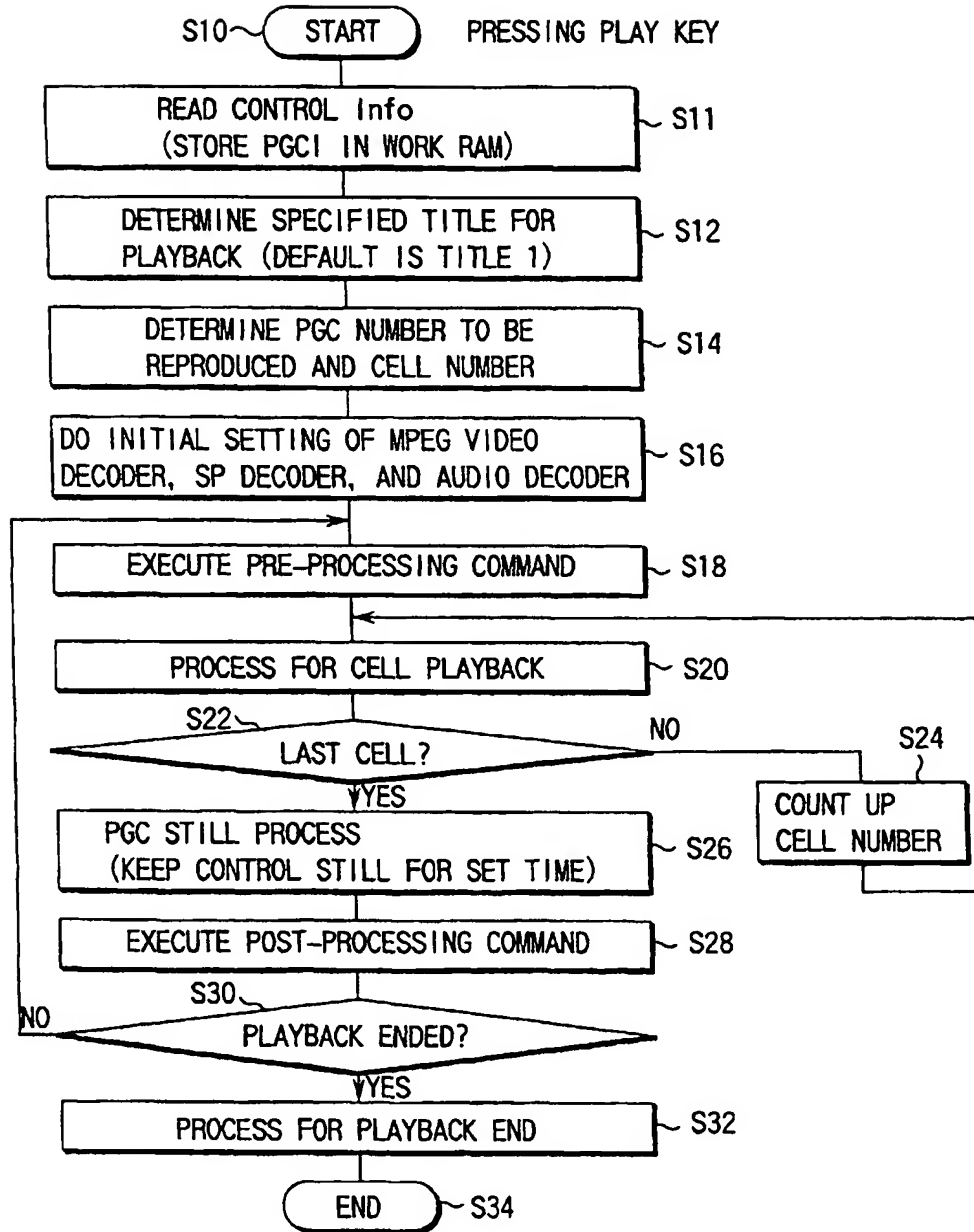 S10 START PRESSING PLAY KEY
READ CONTROL Info
(STORE PGCI IN WORK RAM)
S11
DETERMINE SPECIFIED TITLE FOR
PLAYBACK (DEFAULT IS TITLE 1)
S12
DETERMINE PGC NUMBER TO BE
REPRODUCED AND CELL NUMBER
S14
DO INITIAL SETTING OF MPEG VIDEO
DECODER, SP DECODER, AND AUDIO DECODER
S16
EXECUTE PRE-PROCESSING COMMAND
S18
PROCESS FOR CELL PLAYBACK
S20
S22
LAST CELL?
NO
YES
S24
COUNT UP
CELL NUMBER
PGC STILL PROCESS
(KEEP CONTROL STILL FOR SET TIME)
S26
EXECUTE POST-PROCESSING COMMAND
S28
S30
NO
PLAYBACK ENDED?
YES
PROCESS FOR PLAYBACK END
S32
END
S34